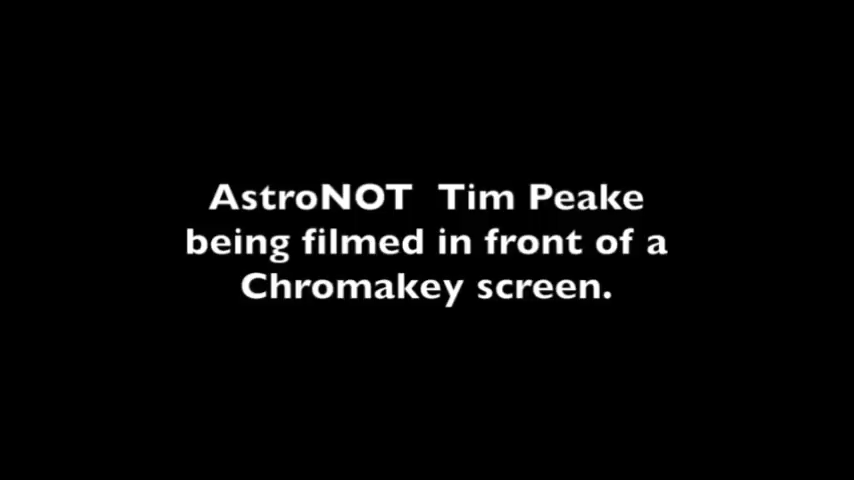 AstroNOT  Tim Peake
being filmed in front of a
Chromakey screen.